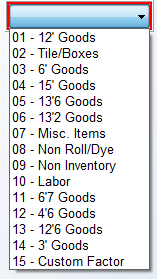 01 - 12' Goods
02 - Tile/Boxes
03 - 6' Goods
04 - 15' Goods
05 - 13'6 Goods
06 - 13'2 Goods
07 - Misc. Items
08 - Non Roll/Dye
09 - Non Inventory
10 - Labor
11 - 6'7 Goods
12 - 4'6 Goods
13 - 12'6 Goods
14 - 3' Goods
15 - Custom Factor